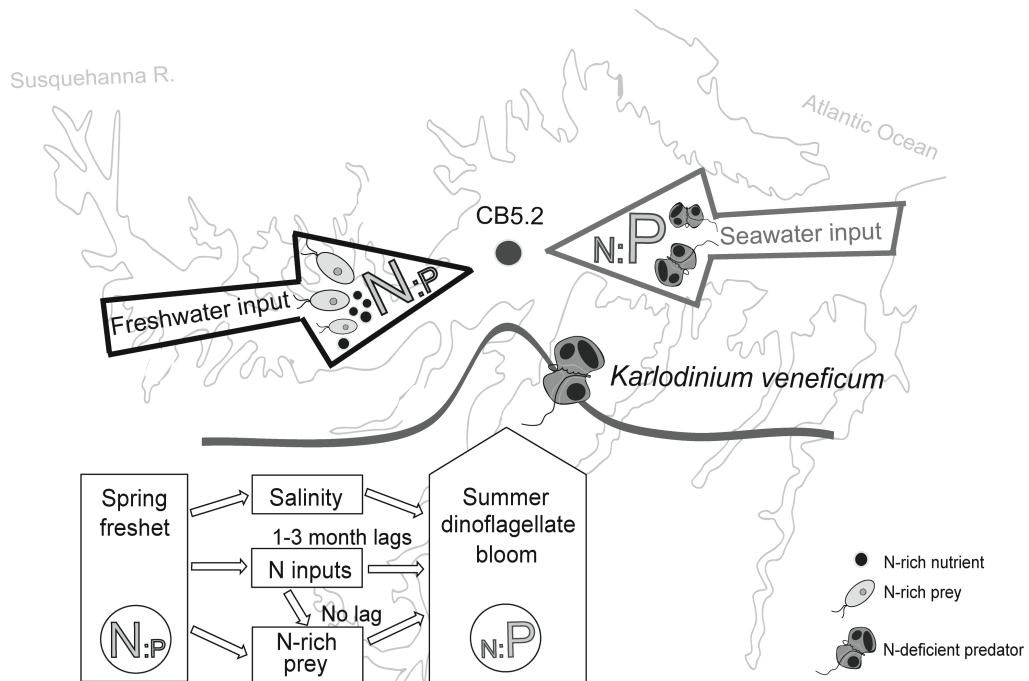 Susquehanna R.
Atlantic Ocean
CB5.2
N:P
Seawater input
Freshwater input
N:P
Karlodinium veneficum
Spring
freshet
N:P
Salinity
1-3 month lags
N inputs
No lag
N-rich
prey
Summer
dinoflagellate
bloom
N:P
N-rich nutrient
N-rich prey
N-deficient predator